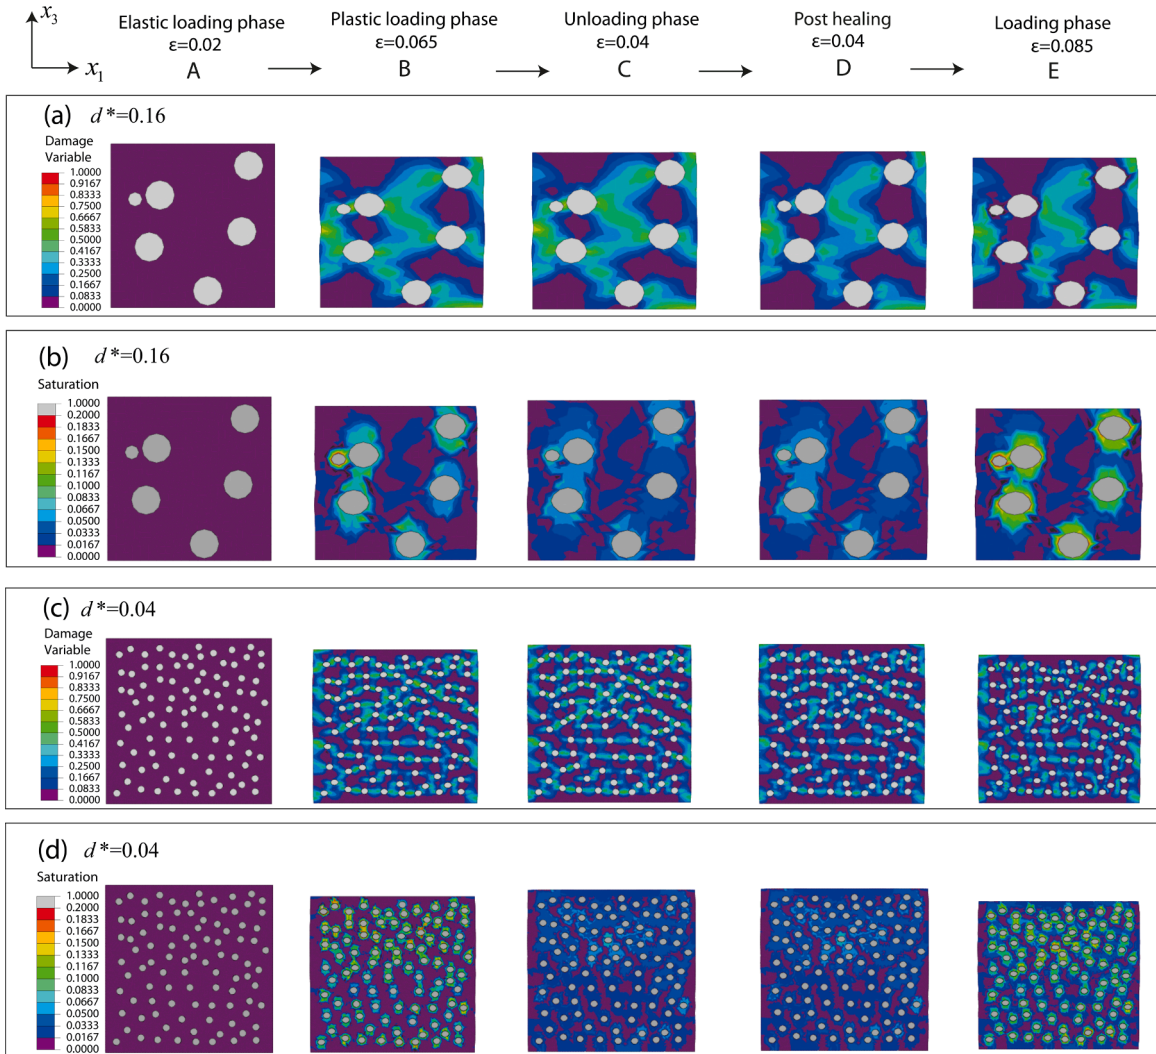 x3
x1
Elastic loading phase
ε=0.02
A
Plastic loading phase
ε=0.065
B
Unloading phase
ε=0.04
C
Post healing
ε=0.04
D
Loading phase
ε=0.085
E
(a) d*=0.16
Damage
Variable
1.0000
0.9167
0.8333
0.7500
0.6667
0.5833
0.5000
0.4167
0.3333
0.2500
0.1667
0.0833
0.0000
(b) d*=0.16
Saturation
1.0000
0.2000
0.1833
0.1667
0.1500
0.1333
0.1167
0.1000
0.0833
0.0667
0.0500
0.0333
0.0167
0.0000
(c) d*=0.04
Damage
Variable
1.0000
0.9167
0.8333
0.7500
0.6667
0.5833
0.5000
0.4167
0.3333
0.2500
0.1667
0.0833
0.0000
(d) d*=0.04
Saturation
1.0000
0.2000
0.1833
0.1667
0.1500
0.1333
0.1167
0.1000
0.0833
0.0667
0.0500
0.0333
0.0167
0.0000